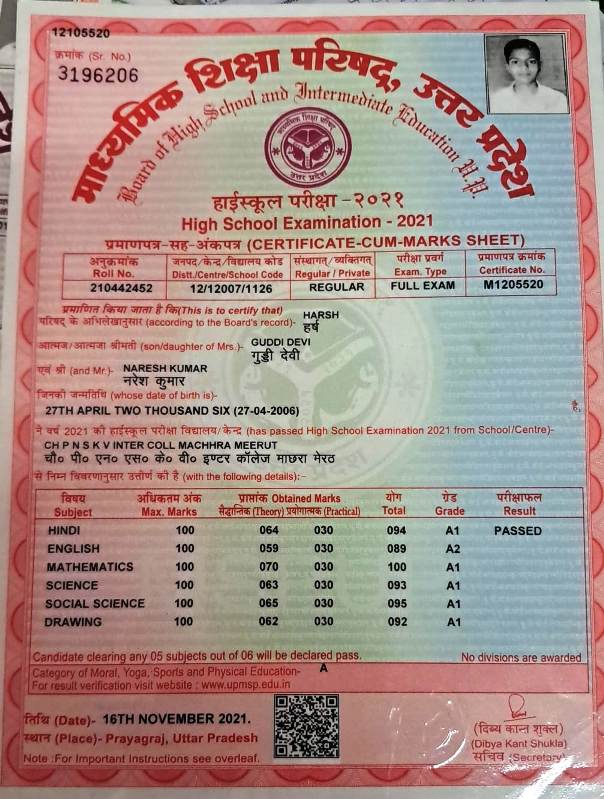 12105520
क्रमांक (Sr. No.)
3196206
माध्यमिक शिक्षा परिषद्, उत्तर प्रदेश
Board of High School and Intermediate Education U.P.
माध्यमिक शिक्षा परिषद्
उत्तर प्रदेश
हाईस्कूल परीक्षा -२०२१
High School Examination - 2021
प्रमाणपत्र-सह-अंकपत्र (CERTIFICATE-CUM-MARKS SHEET)
अनुक्रमांक जनपद/केन्द्र/विद्यालय कोड संस्थागत/व्यक्तिगत् परीक्षा प्रवर्ग प्रमाणपत्र क्रमांक
Roll No. Distt./Centre/School Code Regular / Private Exam. Type Certificate No.
210442452 12/12007/1126 REGULAR FULL EXAM M1205520
प्रमाणित किया जाता है कि(This is to certify that) HARSH
परिषद् के अभिलेखानुसार (according to the Board's record)- हर्ष
आत्मज/आत्मजा श्रीमती (son/daughter of Mrs.)- GUDDI DEVI
गुड्डी देवी
एवं श्री (and Mr.)- NARESH KUMAR
नरेश कुमार
जिनकी जन्मतिथि (whose date of birth is)-
27TH APRIL TWO THOUSAND SIX (27-04-2006) है,
ने वर्ष 2021 की हाईस्कूल परीक्षा विद्यालय/केन्द्र (has passed High School Examination 2021 from School/Centre)-
CH P N S K V INTER COLL MACHHRA MEERUT
चौ० पी० एन० एस० के० वी० इण्टर कॉलेज माछरा मेरठ
से निम्न विवरणानुसार उत्तीर्ण की है (with the following details):-
विषय अधिकतम अंक प्राप्तांक Obtained Marks योग ग्रेड परीक्षाफल
Subject Max. Marks सैद्धान्तिक (Theory) प्रयोगात्मक (Practical) Total Grade Result
HINDI 100 064 030 094 A1 PASSED
ENGLISH 100 059 030 089 A2
MATHEMATICS 100 070 030 100 A1
SCIENCE 100 063 030 093 A1
SOCIAL SCIENCE 100 065 030 095 A1
DRAWING 100 062 030 092 A1
Candidate clearing any 05 subjects out of 06 will be declared pass. No divisions are awarded
Category of Moral, Yoga, Sports and Physical Education- A
For result verification visit website : www.upmsp.edu.in
तिथि (Date)- 16TH NOVEMBER 2021.
स्थान (Place)- Prayagraj, Uttar Pradesh
Note :For Important Instructions see overleaf.
(दिव्य कान्त शुक्ल)
(Dibya Kant Shukla)
सचिव :Secretary